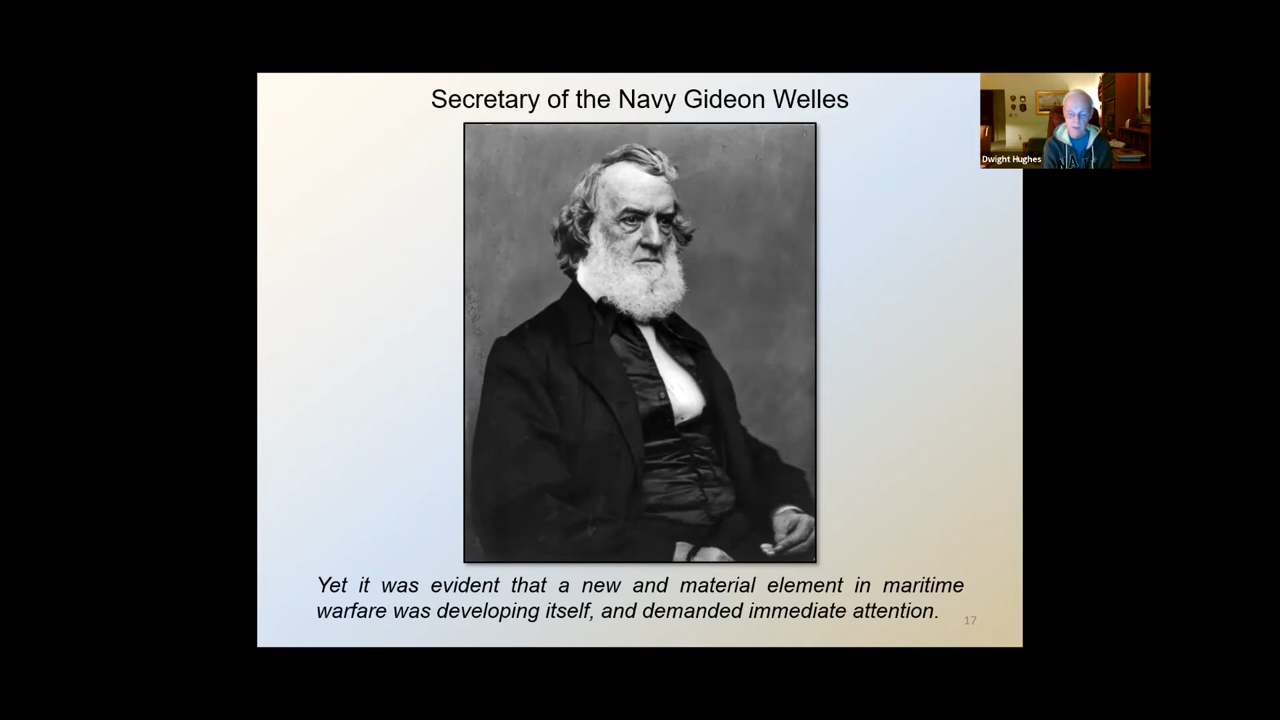 Secretary of the Navy Gideon Welles
Dwight Hughes
NAVY
Yet it was evident that a new and material element in maritime
warfare was developing itself, and demanded immediate attention.
17